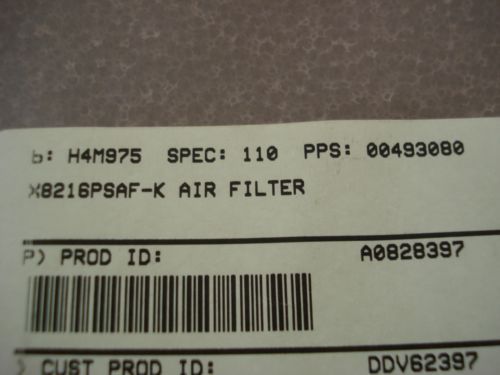 b: H4M975 SPEC: 110 PPS: 00493080
X8216PSAF-K AIR FILTER
P) PROD ID: A0828397
) CUST PROD ID: DDV62397